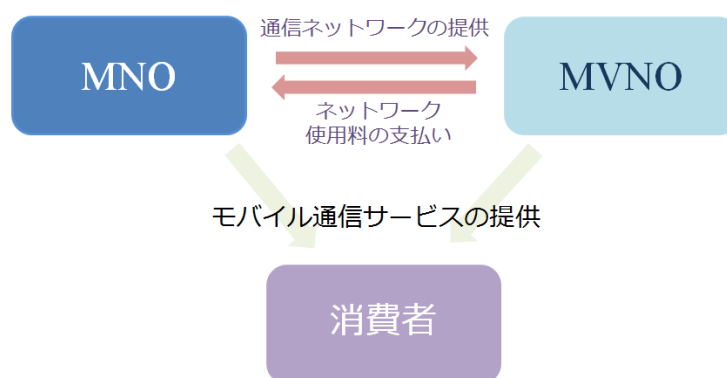 通信ネットワークの提供
MNO
MVNO
ネットワーク
使用料の支払い
モバイル通信サービスの提供
消費者